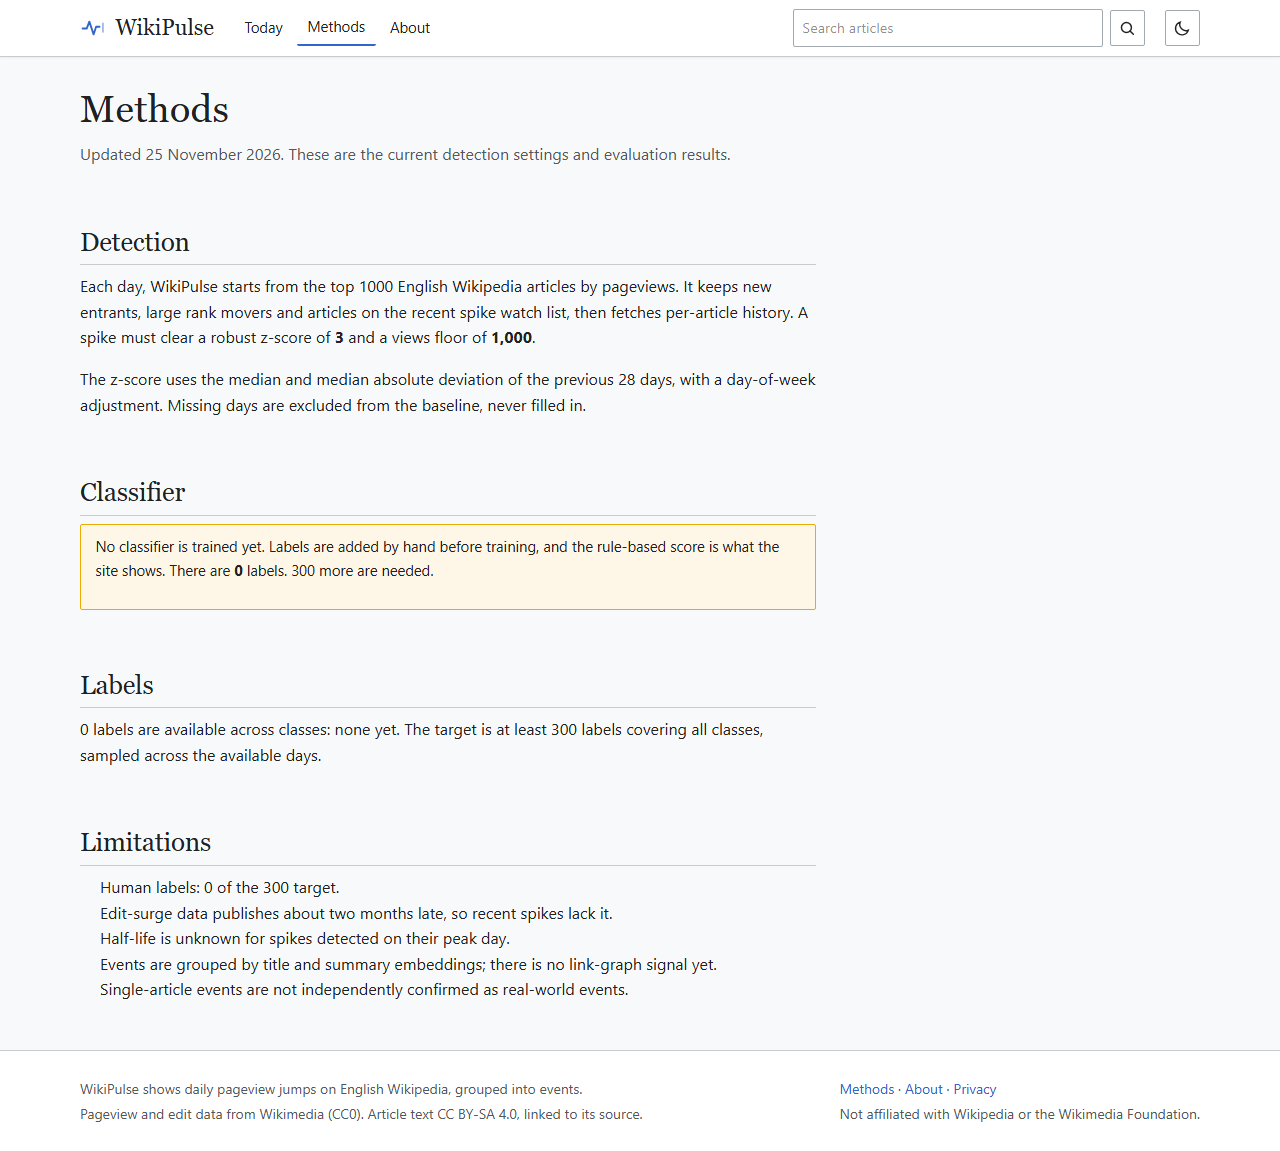 WikiPulse
Today
Methods
About
Search articles
Methods
Updated 25 November 2026. These are the current detection settings and evaluation results.
Detection
Each day, WikiPulse starts from the top 1000 English Wikipedia articles by pageviews. It keeps new
entrants, large rank movers and articles on the recent spike watch list, then fetches per-article history. A
spike must clear a robust z-score of 3 and a views floor of 1,000.
The z-score uses the median and median absolute deviation of the previous 28 days, with a day-of-week
adjustment. Missing days are excluded from the baseline, never filled in.
Classifier
No classifier is trained yet. Labels are added by hand before training, and the rule-based score is what the
site shows. There are 0 labels. 300 more are needed.
Labels
0 labels are available across classes: none yet. The target is at least 300 labels covering all classes,
sampled across the available days.
Limitations
Human labels: 0 of the 300 target.
Edit-surge data publishes about two months late, so recent spikes lack it.
Half-life is unknown for spikes detected on their peak day.
Events are grouped by title and summary embeddings; there is no link-graph signal yet.
Single-article events are not independently confirmed as real-world events.
WikiPulse shows daily pageview jumps on English Wikipedia, grouped into events.
Pageview and edit data from Wikimedia (CC0). Article text CC BY-SA 4.0, linked to its source.
Methods · About · Privacy
Not affiliated with Wikipedia or the Wikimedia Foundation.